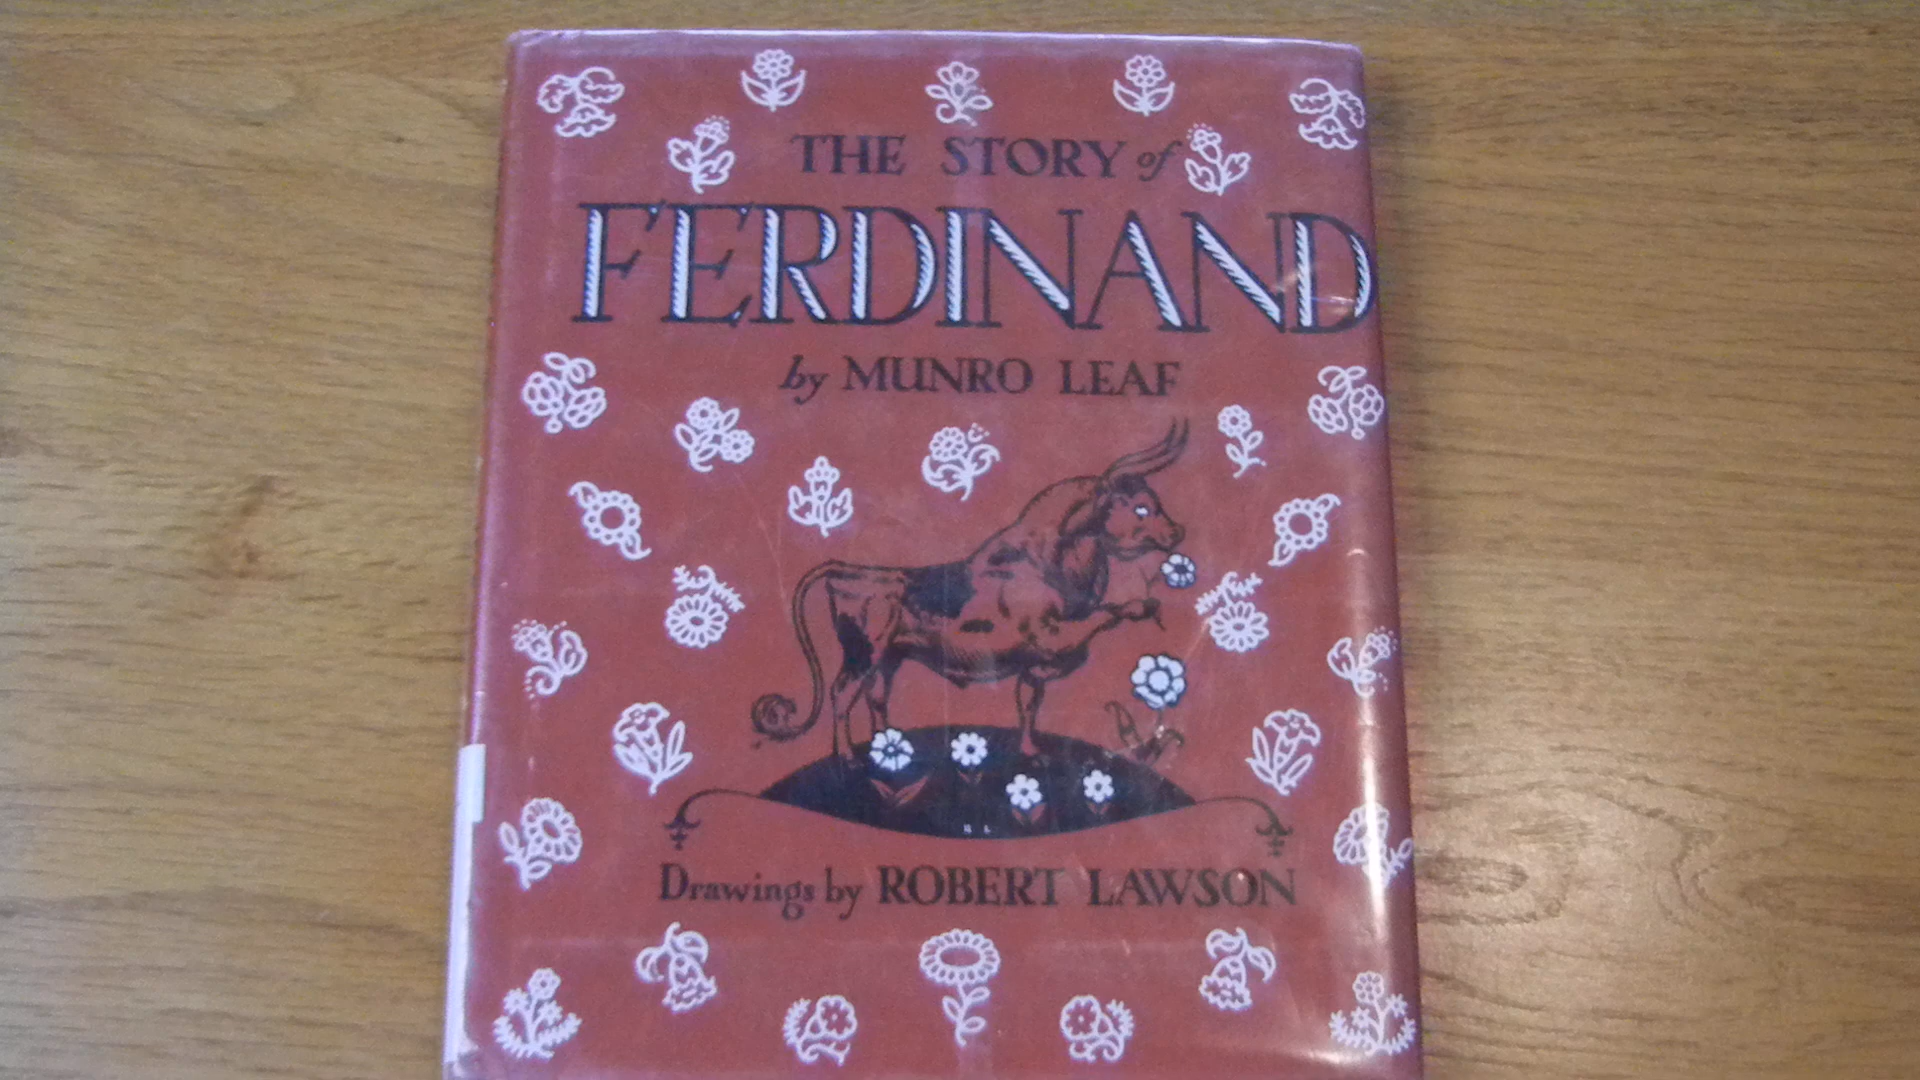 THE STORY of
FERDINAND
by MUNRO LEAF
R L
Drawings by ROBERT LAWSON